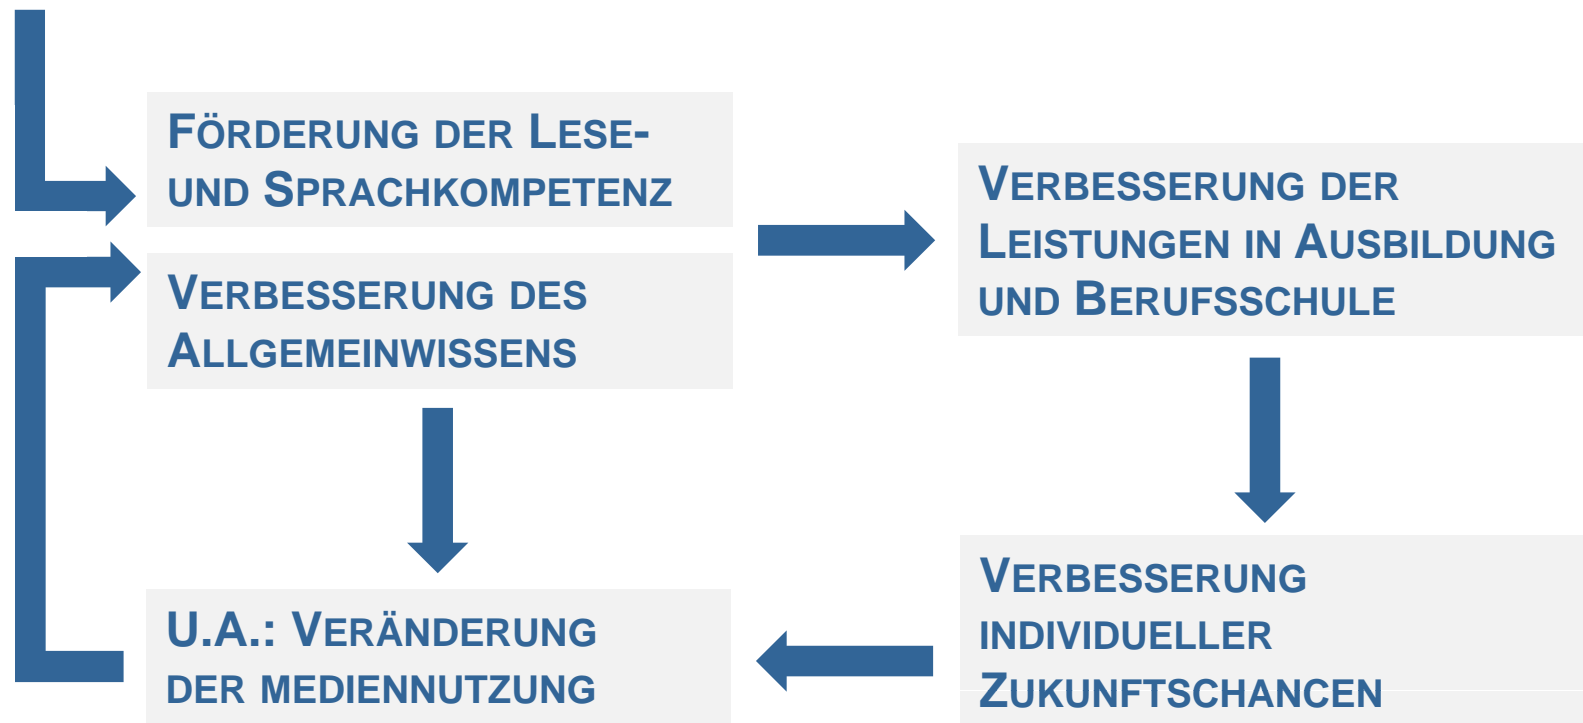 FÖRDERUNG DER LESE-
UND SPRACHKOMPETENZ
VERBESSERUNG DES
ALLGEMEINWISSENS
VERBESSERUNG DER
LEISTUNGEN IN AUSBILDUNG
UND BERUFSSCHULE
U.A.: VERÄNDERUNG
DER MEDIENNUTZUNG
VERBESSERUNG
INDIVIDUELLER
ZUKUNFTSCHANCEN